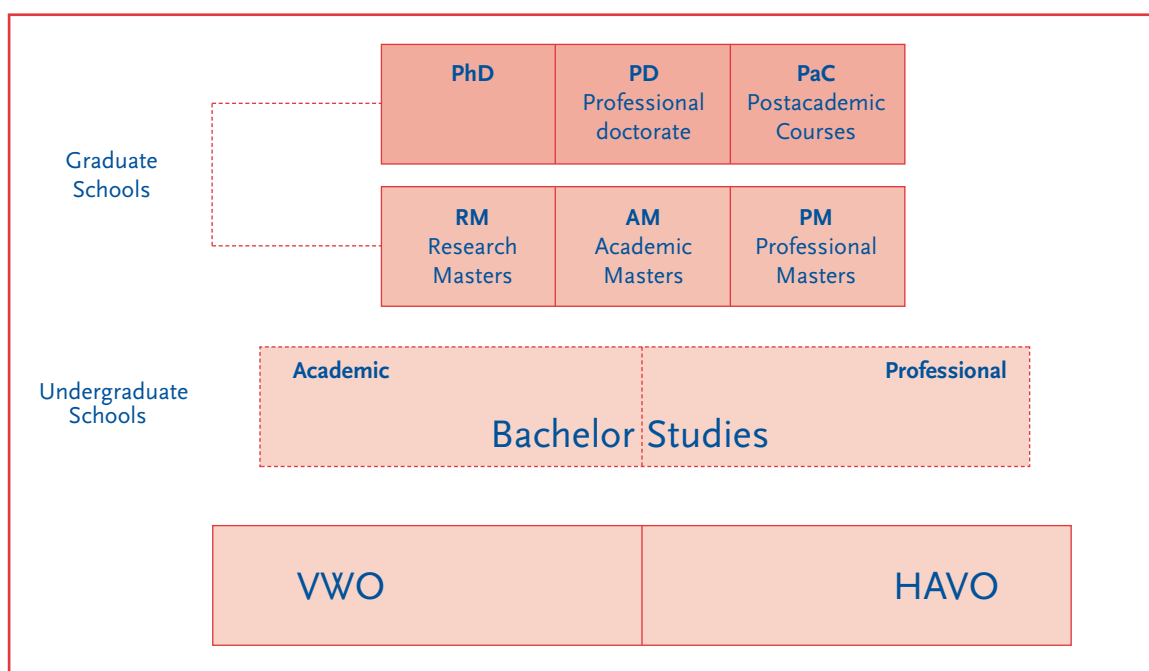 PhD
PD
Professional
doctorate
PaC
Postacademic
Courses
Graduate
Schools
RM
Research
Masters
AM
Academic
Masters
PM
Professional
Masters
Undergraduate
Schools
Academic
Professional
Bachelor Studies
VWO
HAVO